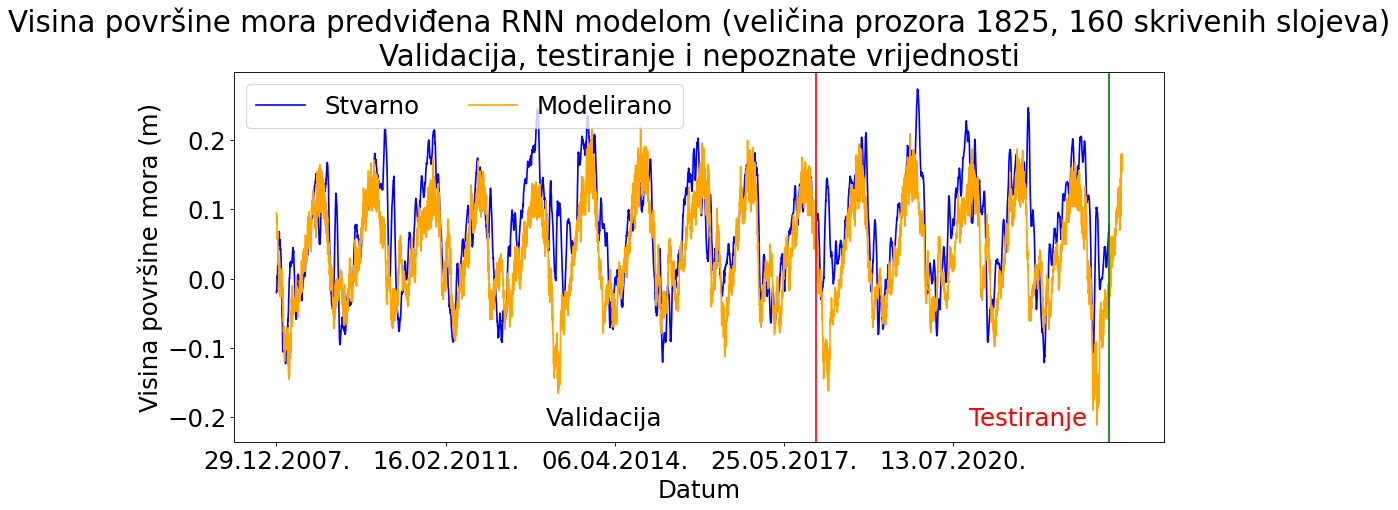 Visina površine mora predviđena RNN modelom (veličina prozora 1825, 160 skrivenih slojeva)
Validacija, testiranje i nepoznate vrijednosti
Stvarno Modelirano
Visina površine mora (m)
0.2
0.1
0.0
−0.1
−0.2
Validacija
Testiranje
29.12.2007. 16.02.2011. 06.04.2014. 25.05.2017. 13.07.2020.
Datum